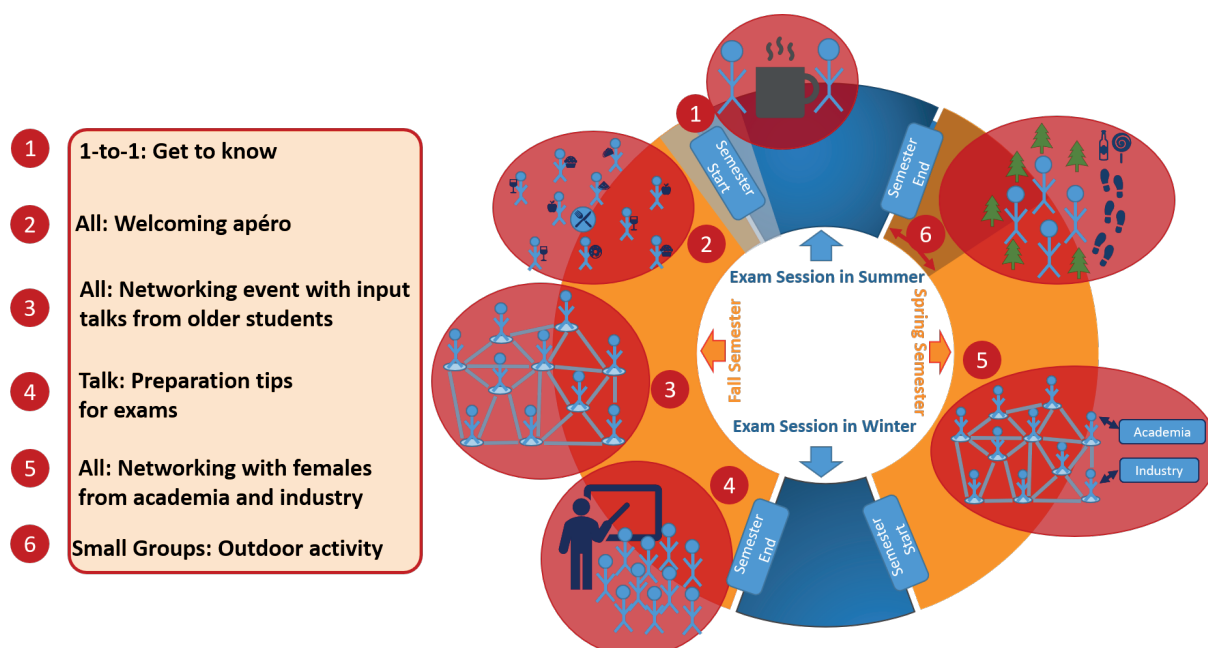 1
1-to-1: Get to know
2
All: Welcoming apéro
3
All: Networking event with input
talks from older students
4
Talk: Preparation tips
for exams
5
All: Networking with females
from academia and industry
6
Small Groups: Outdoor activity
1
Semester
Start
Semester
End
2
6
Exam Session in Summer
Fall Semester
Spring Semester
3
5
Exam Session in Winter
Academia
Industry
4
Semester
End
Semester
Start